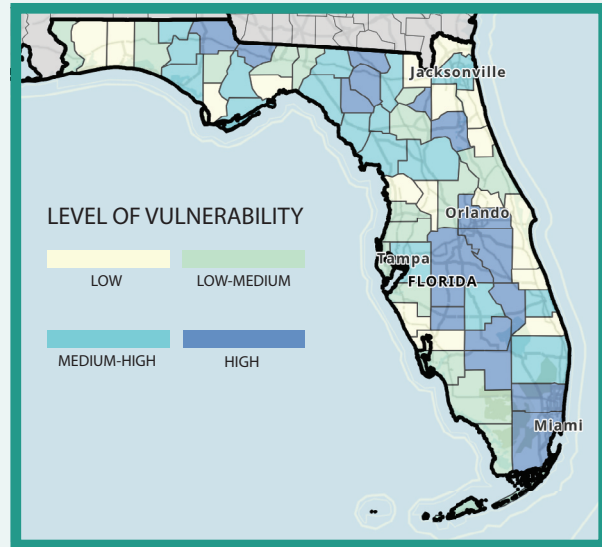 Jacksonville
LEVEL OF VULNERABILITY
Orlando
LOW
LOW-MEDIUM
Tampa
FLORIDA
MEDIUM-HIGH
HIGH
Miami